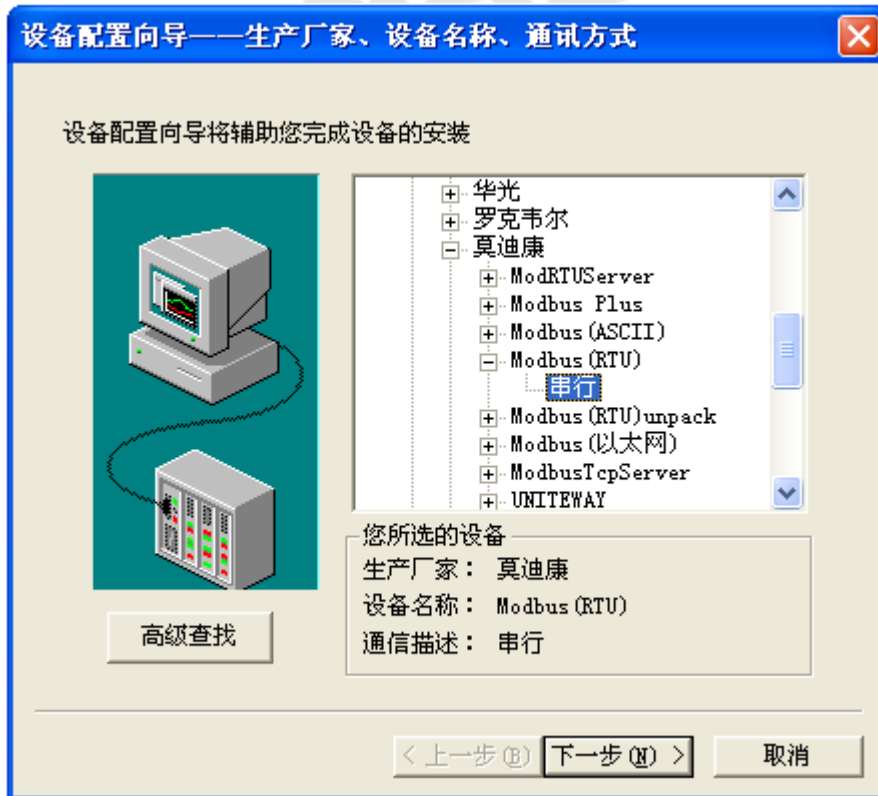 设备配置向导——生产厂家、设备名称、通讯方式
设备配置向导将辅助您完成设备的安装
华光
罗克韦尔
莫迪康
ModRTUServer
Modbus Plus
Modbus(ASCII)
Modbus(RTU)
串行
Modbus(RTU)unpack
Modbus(以太网)
ModbusTcpServer
UNITEWAY
您所选的设备
生产厂家： 莫迪康
设备名称： Modbus(RTU)
通信描述： 串行
高级查找
< 上一步(B) 下一步(N) > 取消